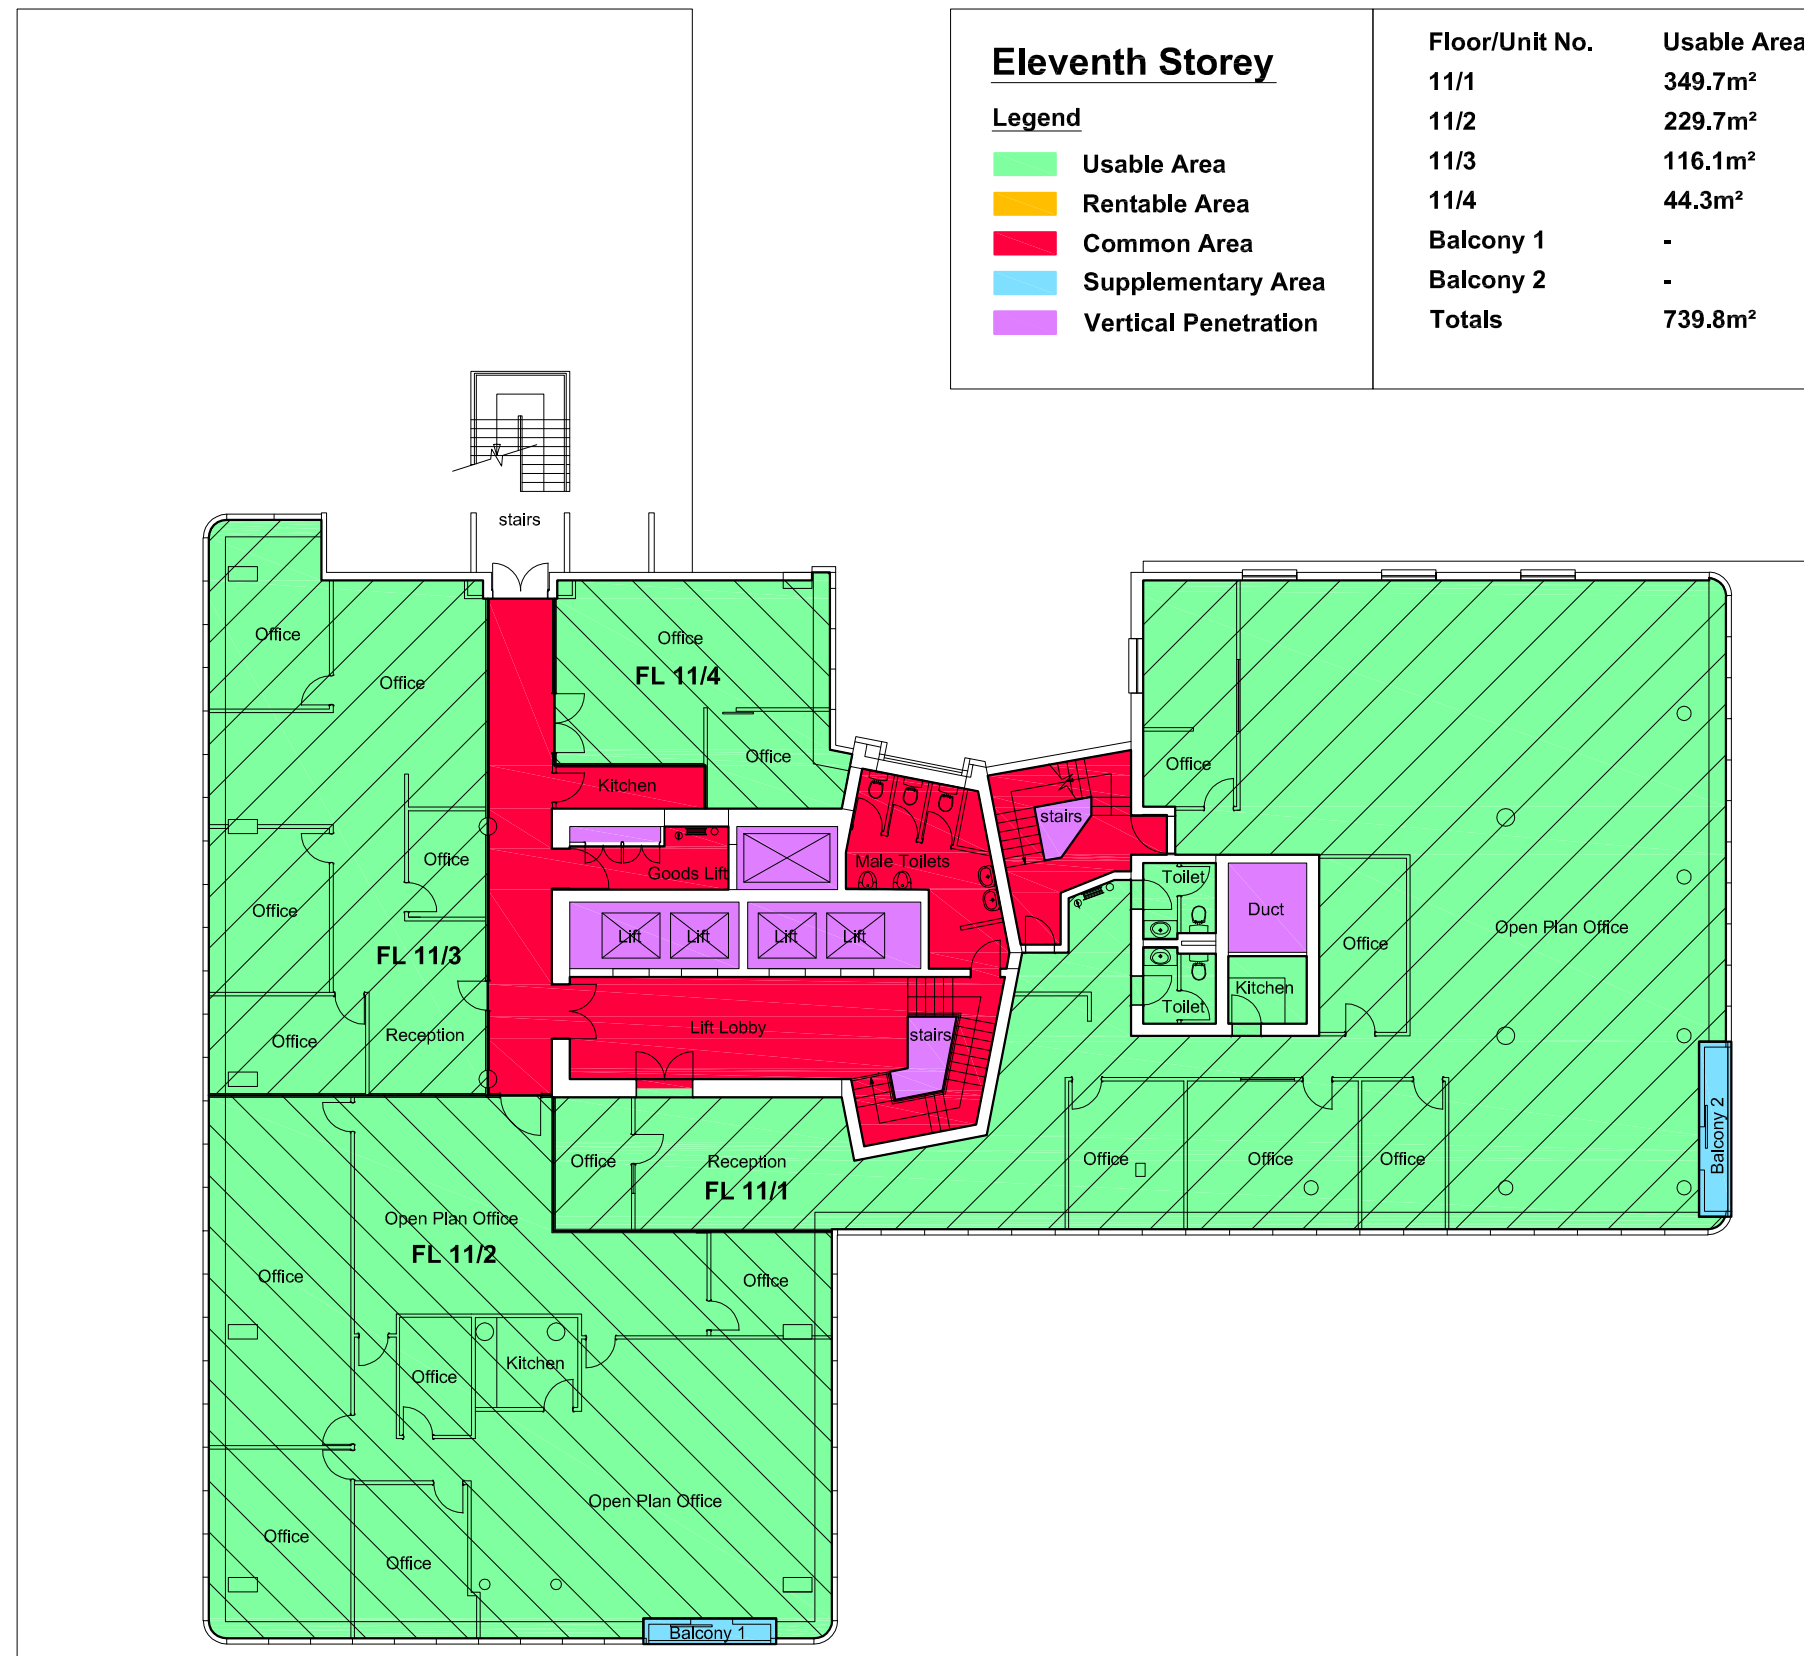 Eleventh Storey
Legend
Usable Area
Rentable Area
Common Area
Supplementary Area
Vertical Penetration
Floor/Unit No. Usable Area
11/1 349.7m²
11/2 229.7m²
11/3 116.1m²
11/4 44.3m²
Balcony 1 -
Balcony 2 -
Totals 739.8m²
stairs
Office
Office
Office
FL 11/4
Office
Office
Kitchen
stairs
Male Toilets
Office
Goods Lift
Toilet
Office
Duct
Lift
Lift
Lift
Lift
Office
Open Plan Office
FL 11/3
Kitchen
Toilet
Office
Reception
Lift Lobby
stairs
Office
Reception
Office
Office
Office
Balcony 2
FL 11/1
Open Plan Office
FL 11/2
Office
Office
Office
Kitchen
Open Plan Office
Office
Office
Balcony 1